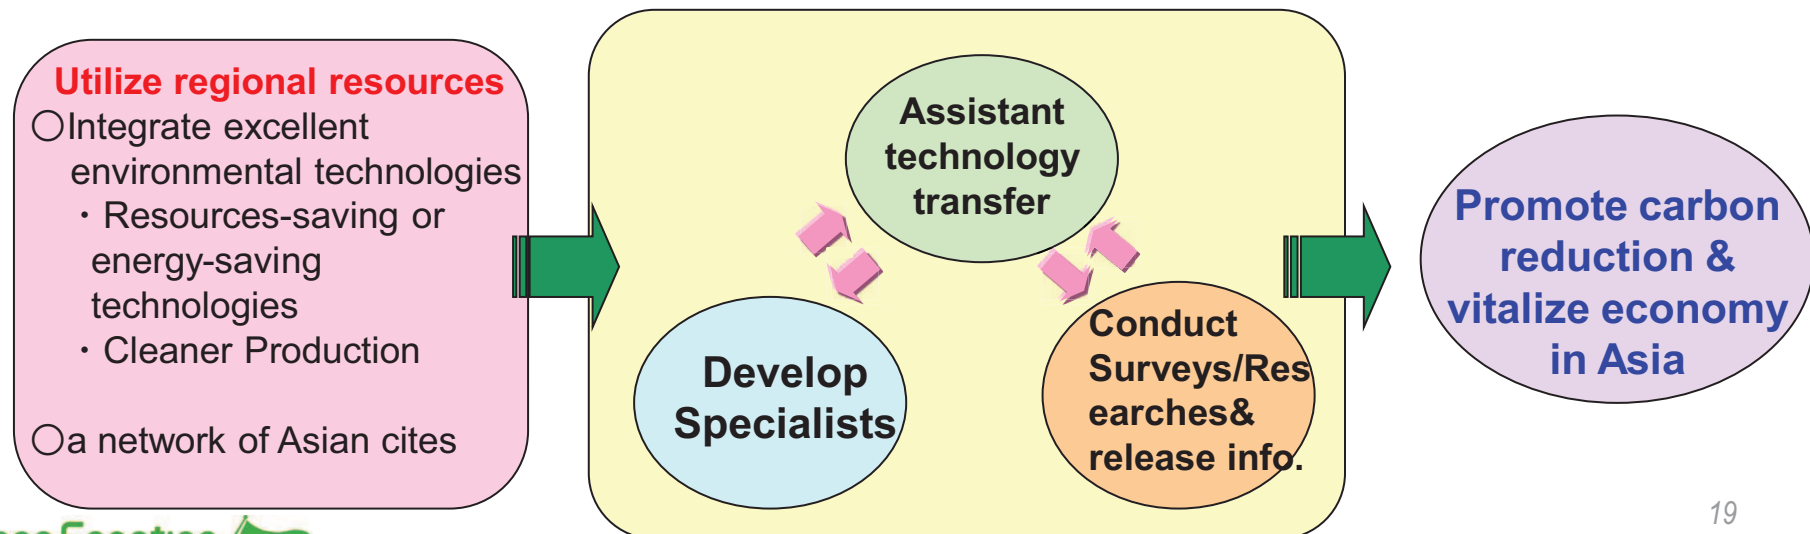 Utilize regional resources
○Integrate excellent
environmental technologies
・Resources-saving or
energy-saving
technologies
・Cleaner Production
○a network of Asian cites
Assistant
technology
transfer
Develop
Specialists
Conduct
Surveys/Res
earches&
release info.
Promote carbon
reduction &
vitalize economy
in Asia
19